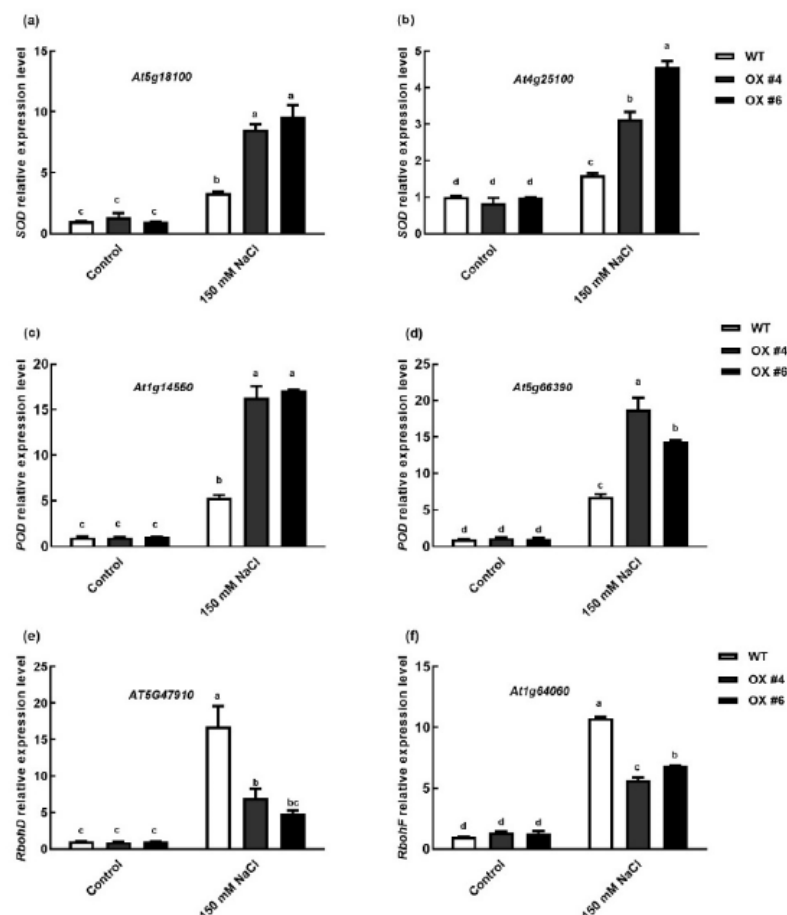 (a)
SOD relative expression level
15
10
5
0
At5g18100
c
c
c
b
a
a
Control
150 mM NaCl
(b)
SOD relative expression level
5
4
3
2
1
0
At4g25100
d
d
d
c
b
a
Control
150 mM NaCl
WT
OX #4
OX #6
(c)
POD relative expression level
20
15
10
5
0
At1g14550
c
c
c
b
a
a
Control
150 mM NaCl
(d)
POD relative expression level
25
20
15
10
5
0
At5g66390
d
d
d
c
a
b
Control
150 mM NaCl
WT
OX #4
OX #6
(e)
RbohD relative expression level
25
20
15
10
5
0
AT5G47910
c
c
c
a
b
bc
Control
150 mM NaCl
(f)
RbohF relative expression level
15
10
5
0
At1g64060
d
d
d
a
c
b
Control
150 mM NaCl
WT
OX #4
OX #6